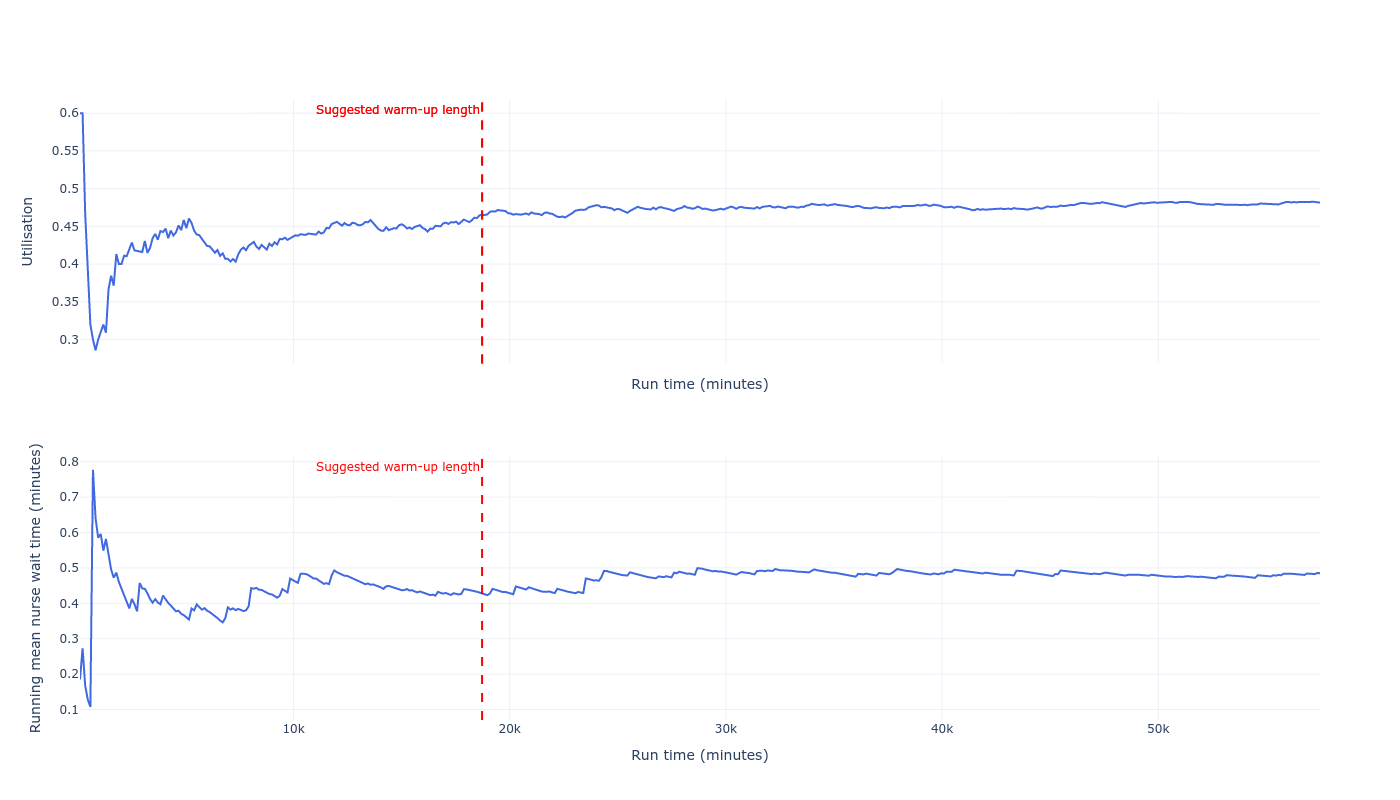 Suggested warm-up length
0.6
0.55
0.5
0.45
0.4
0.35
0.3
Utilisation
Run time (minutes)
Suggested warm-up length
0.8
0.7
0.6
0.5
0.4
0.3
0.2
0.1
Running mean nurse wait time (minutes)
10k 20k 30k 40k 50k
Run time (minutes)